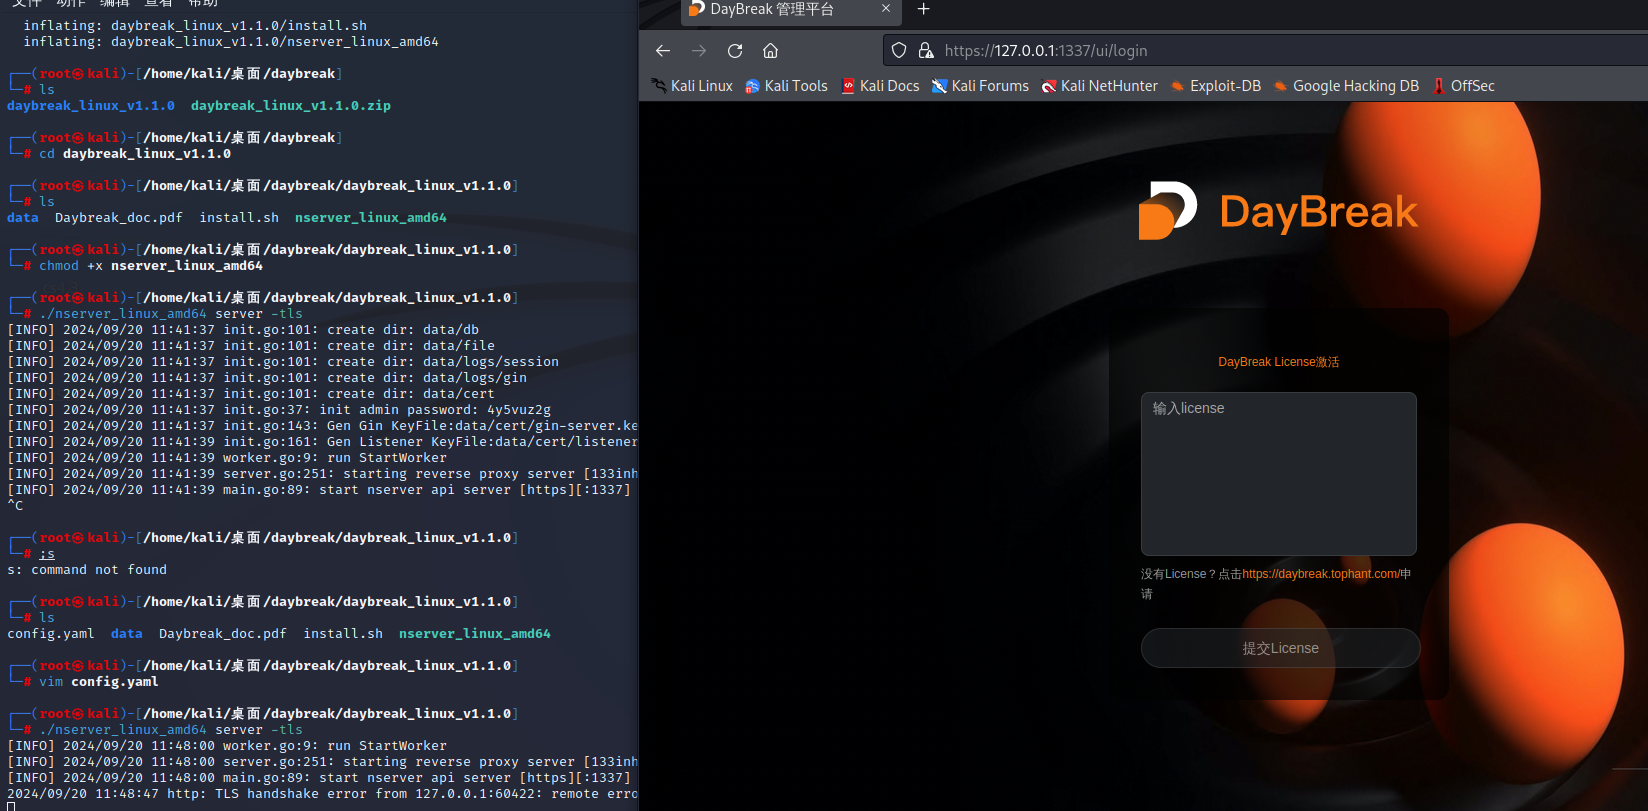 文件 动作 编辑 查看 帮助
inflating: daybreak_linux_v1.1.0/install.sh
inflating: daybreak_linux_v1.1.0/nserver_linux_amd64
┌──(root㉿kali)-[/home/kali/桌面/daybreak]
└─# ls
daybreak_linux_v1.1.0 daybreak_linux_v1.1.0.zip
┌──(root㉿kali)-[/home/kali/桌面/daybreak]
└─# cd daybreak_linux_v1.1.0
┌──(root㉿kali)-[/home/kali/桌面/daybreak/daybreak_linux_v1.1.0]
└─# ls
data Daybreak_doc.pdf install.sh nserver_linux_amd64
┌──(root㉿kali)-[/home/kali/桌面/daybreak/daybreak_linux_v1.1.0]
└─# chmod +x nserver_linux_amd64
┌──(root㉿kali)-[/home/kali/桌面/daybreak/daybreak_linux_v1.1.0]
└─# ./nserver_linux_amd64 server -tls
[INFO] 2024/09/20 11:41:37 init.go:101: create dir: data/db
[INFO] 2024/09/20 11:41:37 init.go:101: create dir: data/file
[INFO] 2024/09/20 11:41:37 init.go:101: create dir: data/logs/session
[INFO] 2024/09/20 11:41:37 init.go:101: create dir: data/logs/gin
[INFO] 2024/09/20 11:41:37 init.go:101: create dir: data/cert
[INFO] 2024/09/20 11:41:37 init.go:37: init admin password: 4y5vuz2g
[INFO] 2024/09/20 11:41:37 init.go:143: Gen Gin KeyFile:data/cert/gin-server.ke
[INFO] 2024/09/20 11:41:39 init.go:161: Gen Listener KeyFile:data/cert/listener
[INFO] 2024/09/20 11:41:39 worker.go:9: run StartWorker
[INFO] 2024/09/20 11:41:39 server.go:251: starting reverse proxy server [133inh
[INFO] 2024/09/20 11:41:39 main.go:89: start nserver api server [https][:1337]
^C
┌──(root㉿kali)-[/home/kali/桌面/daybreak/daybreak_linux_v1.1.0]
└─# ;s
s: command not found
┌──(root㉿kali)-[/home/kali/桌面/daybreak/daybreak_linux_v1.1.0]
└─# ls
config.yaml data Daybreak_doc.pdf install.sh nserver_linux_amd64
┌──(root㉿kali)-[/home/kali/桌面/daybreak/daybreak_linux_v1.1.0]
└─# vim config.yaml
┌──(root㉿kali)-[/home/kali/桌面/daybreak/daybreak_linux_v1.1.0]
└─# ./nserver_linux_amd64 server -tls
[INFO] 2024/09/20 11:48:00 worker.go:9: run StartWorker
[INFO] 2024/09/20 11:48:00 server.go:251: starting reverse proxy server [133inh
[INFO] 2024/09/20 11:48:00 main.go:89: start nserver api server [https][:1337]
2024/09/20 11:48:47 http: TLS handshake error from 127.0.0.1:60422: remote erro
DayBreak 管理平台
https://127.0.0.1:1337/ui/login
Kali Linux Kali Tools Kali Docs Kali Forums Kali NetHunter Exploit-DB Google Hacking DB OffSec
DayBreak
DayBreak License激活
输入license
没有License？点击https://daybreak.tophant.com/申
请
提交License